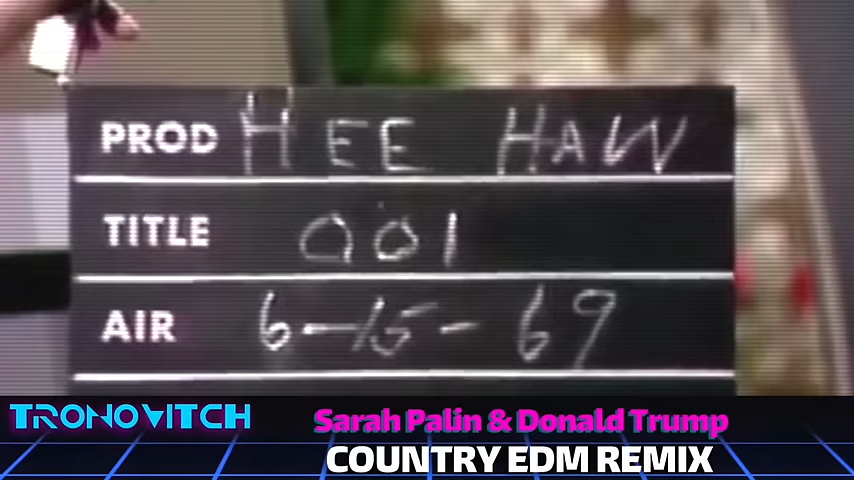 PROD HEE HAW
TITLE 001
AIR 6-15-69
TRONOVITCH
Sarah Palin & Donald Trump
COUNTRY EDM REMIX